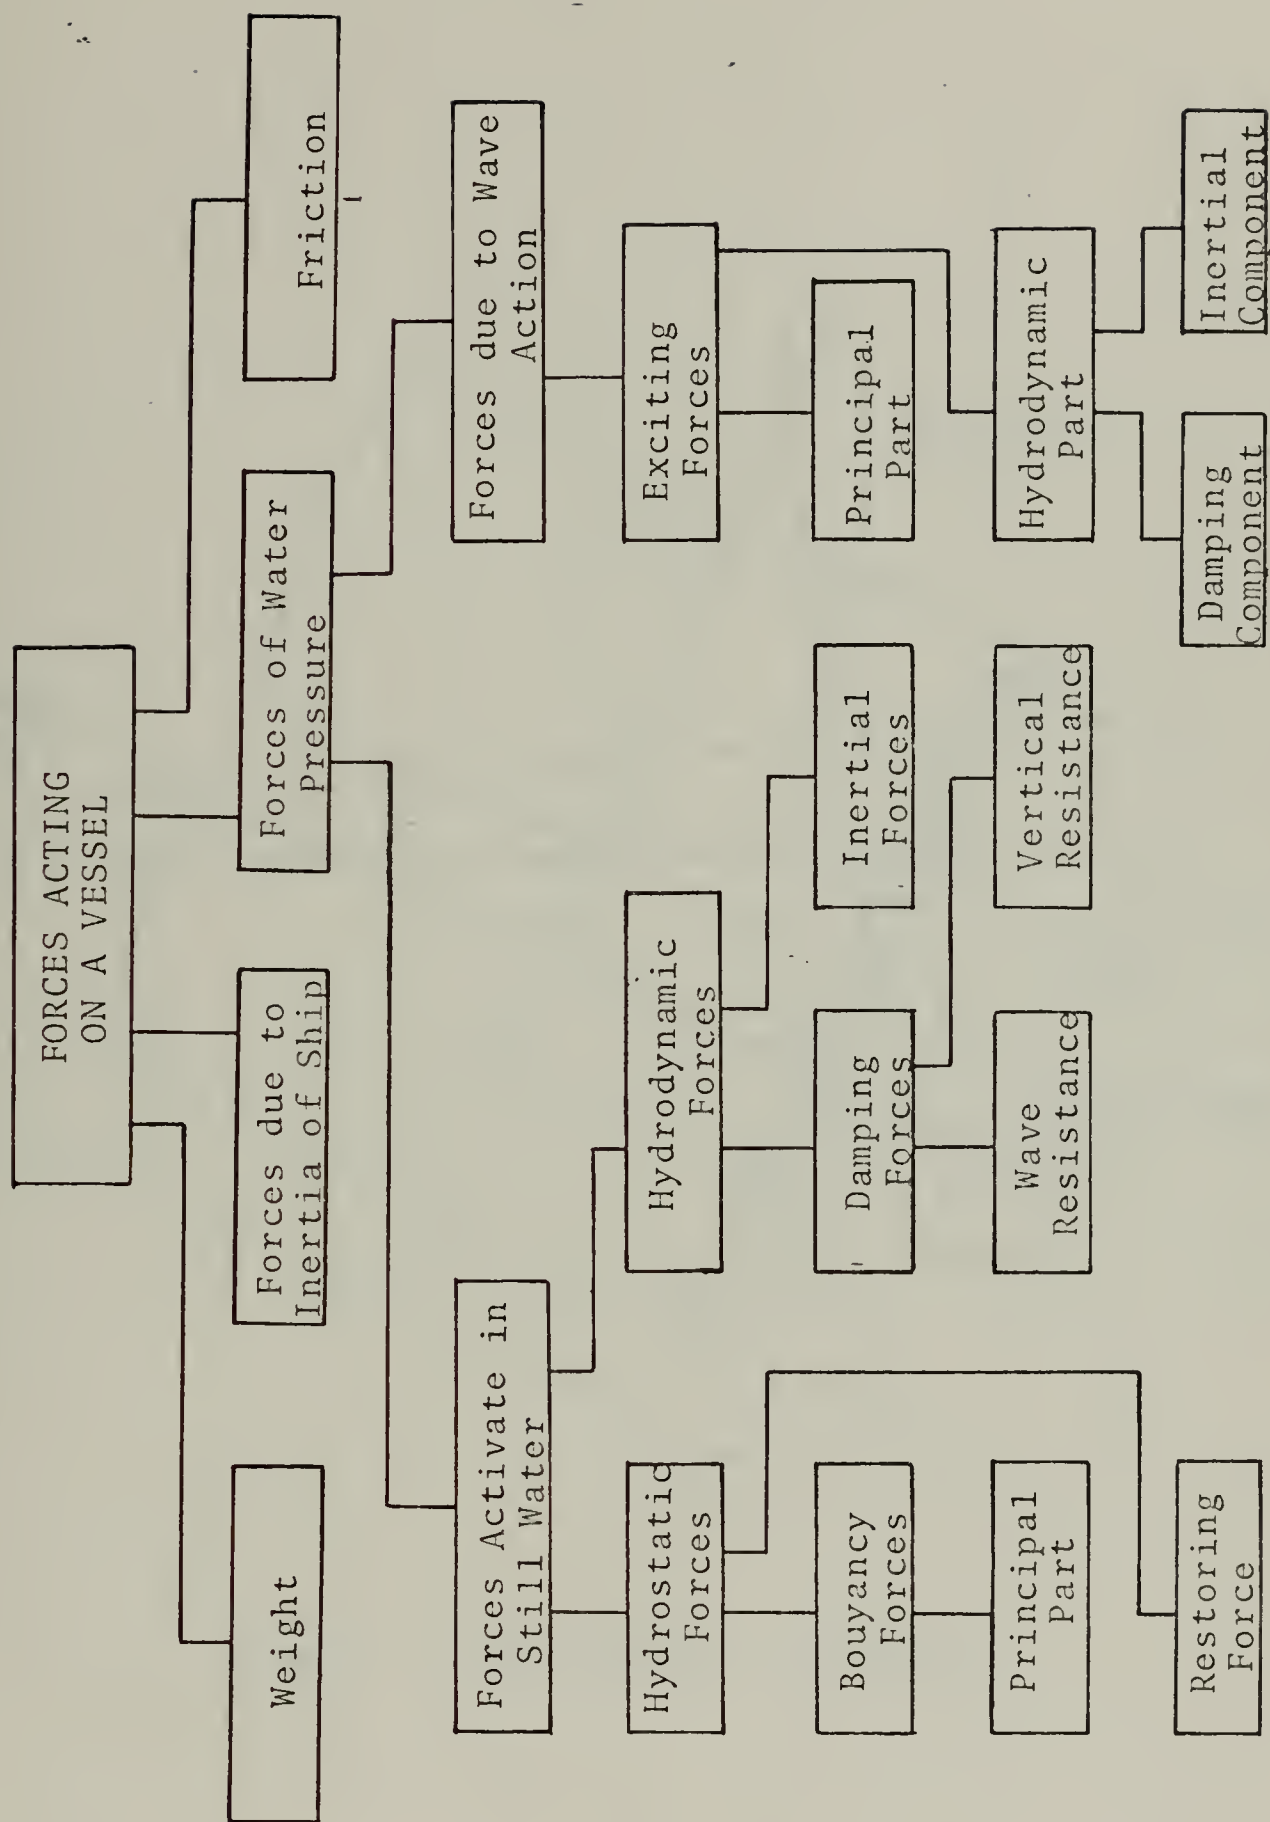 FORCES ACTING
ON A VESSEL
Weight
Forces due to
Inertia of Ship
Forces of Water
Pressure
Friction
Forces Activate in
Still Water
Forces due to Wave
Action
Hydrostatic
Forces
Hydrodynamic
Forces
Exciting
Forces
Bouyancy
Forces
Damping
Forces
Inertial
Forces
Principal
Part
Principal
Part
Wave
Resistance
Vertical
Resistance
Hydrodynamic
Part
Restoring
Force
Damping
Component
Inertial
Component